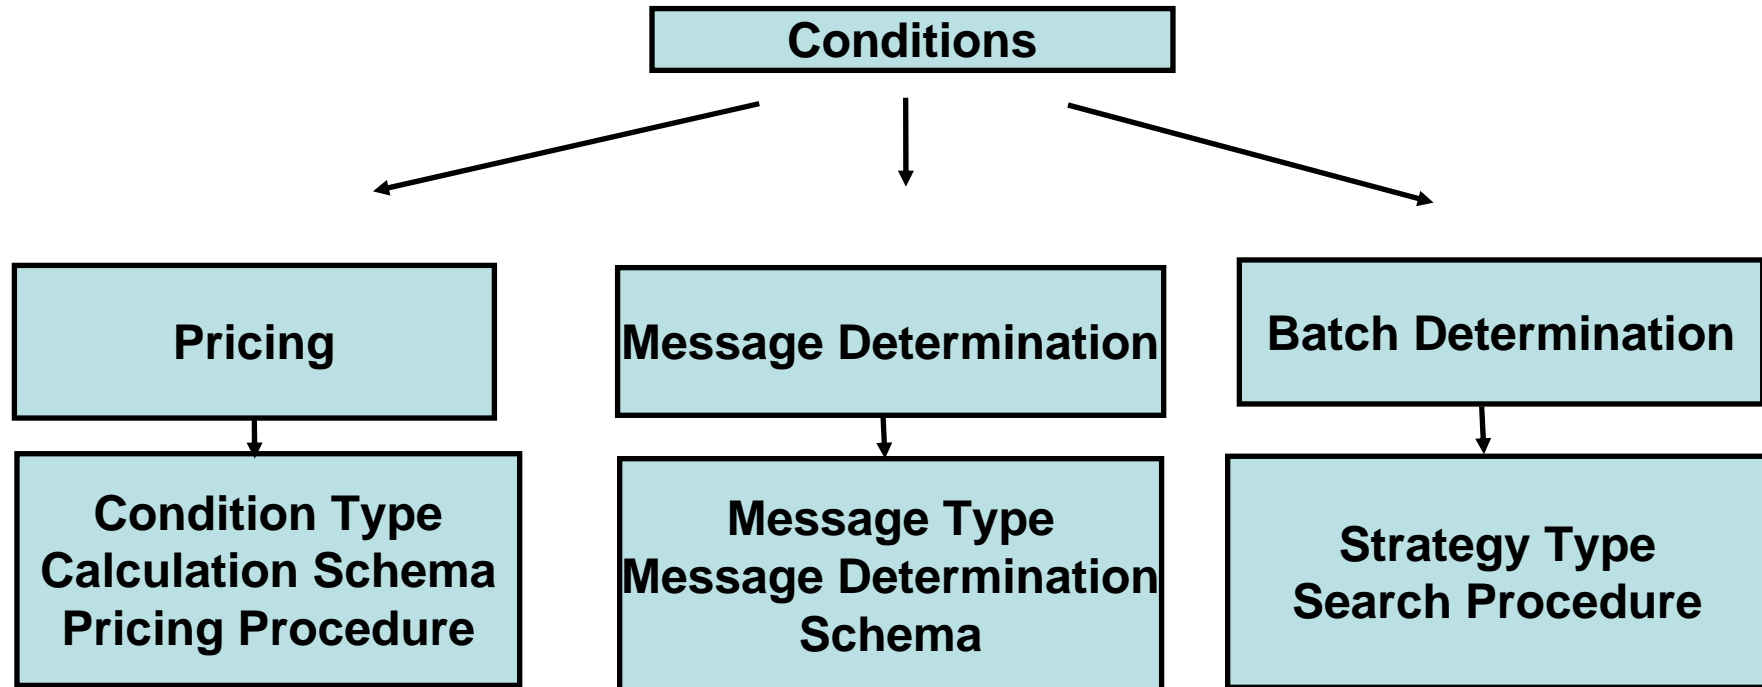 Conditions
Pricing
Message Determination
Batch Determination
Condition Type
Calculation Schema
Pricing Procedure
Message Type
Message Determination
Schema
Strategy Type
Search Procedure